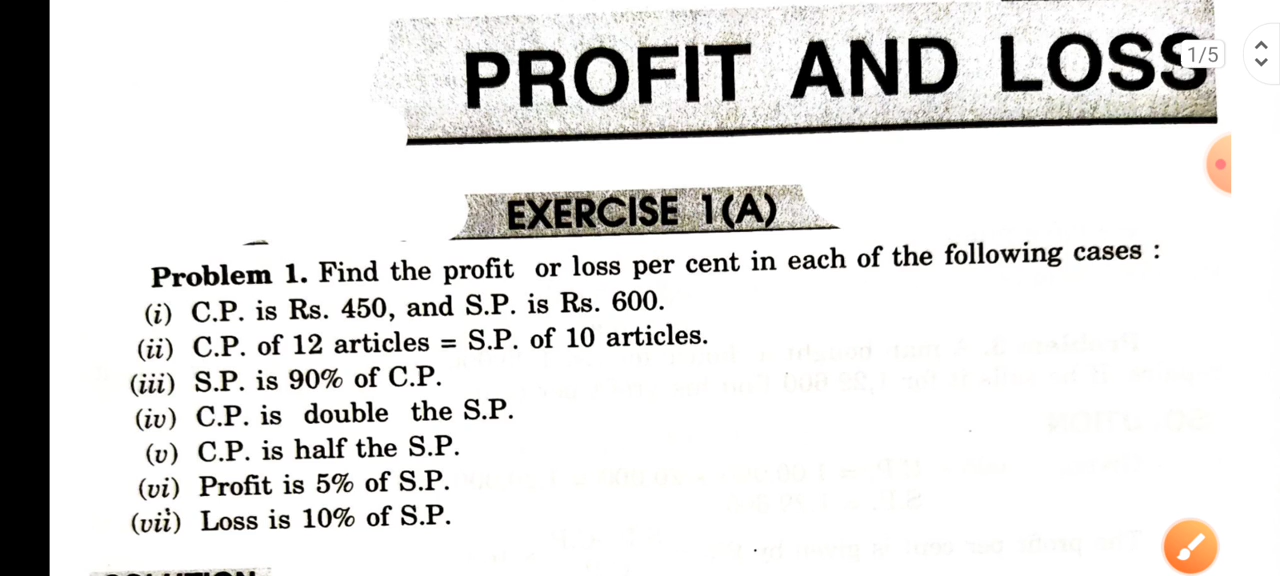 PROFIT AND LOSS
1/5
EXERCISE 1(A)
Problem 1. Find the profit or loss per cent in each of the following cases :
(i) C.P. is Rs. 450, and S.P. is Rs. 600.
(ii) C.P. of 12 articles = S.P. of 10 articles.
(iii) S.P. is 90% of C.P.
(iv) C.P. is double the S.P.
(v) C.P. is half the S.P.
(vi) Profit is 5% of S.P.
(vii) Loss is 10% of S.P.
SOLUTION